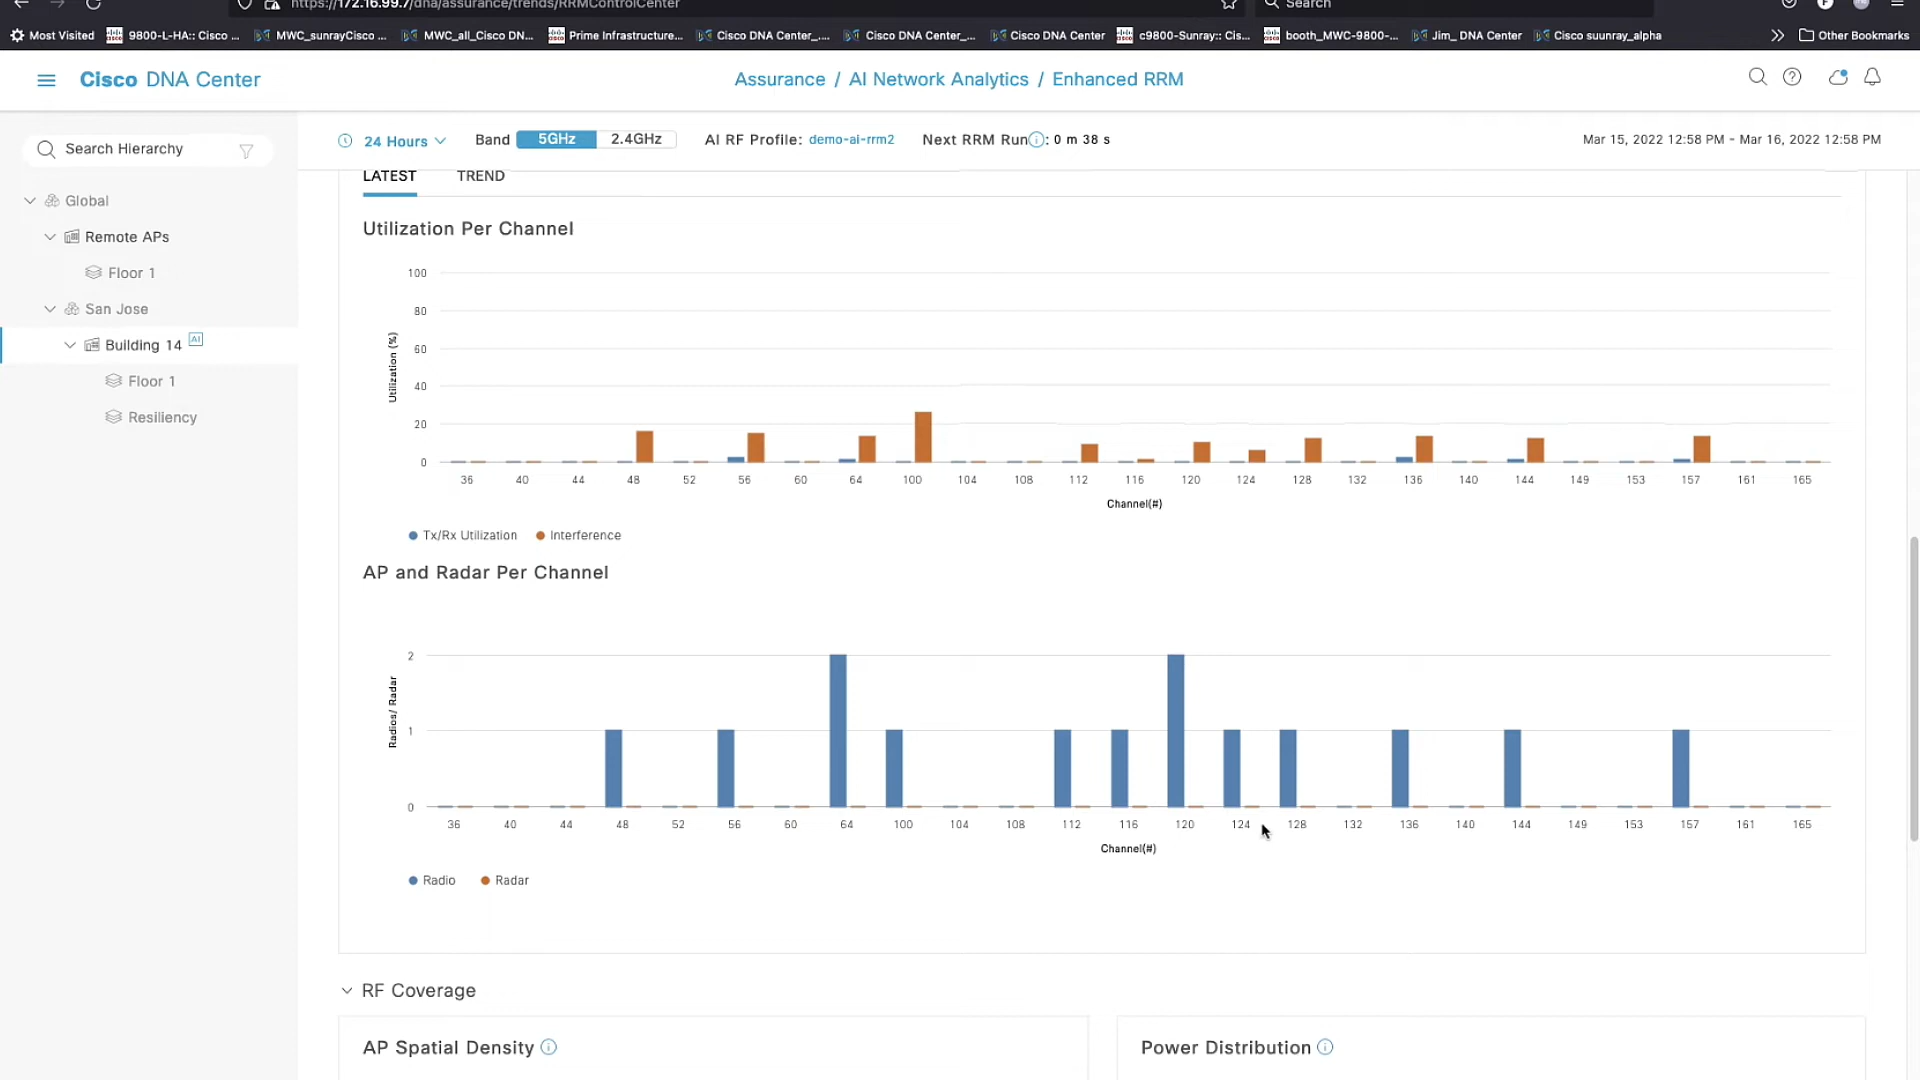 https://172.16.99.7/dna/assurance/trends/RRMControlCenter
Search
Most Visited
9800-L-HA:: Cisco ...
MWC_sunrayCisco ...
MWC_all_Cisco DN...
Prime Infrastructure...
Cisco DNA Center_....
Cisco DNA Center_...
Cisco DNA Center
c9800-Sunray:: Cis...
booth_MWC-9800-...
Jim_ DNA Center
Cisco suunray_alpha
Other Bookmarks
Cisco DNA Center
Assurance / AI Network Analytics / Enhanced RRM
Search Hierarchy
Global
Remote APs
Floor 1
San Jose
Building 14 AI
Floor 1
Resiliency
24 Hours
Band 5GHz 2.4GHz
AI RF Profile: demo-ai-rrm2
Next RRM Run : 0 m 38 s
Mar 15, 2022 12:58 PM - Mar 16, 2022 12:58 PM
LATEST TREND
Utilization Per Channel
Utilization (%)
100
80
60
40
20
0
36 40 44 48 52 56 60 64 100 104 108 112 116 120 124 128 132 136 140 144 149 153 157 161 165
Channel(#)
Tx/Rx Utilization Interference
AP and Radar Per Channel
Radios/ Radar
2
1
0
36 40 44 48 52 56 60 64 100 104 108 112 116 120 124 128 132 136 140 144 149 153 157 161 165
Channel(#)
Radio Radar
RF Coverage
AP Spatial Density
Power Distribution